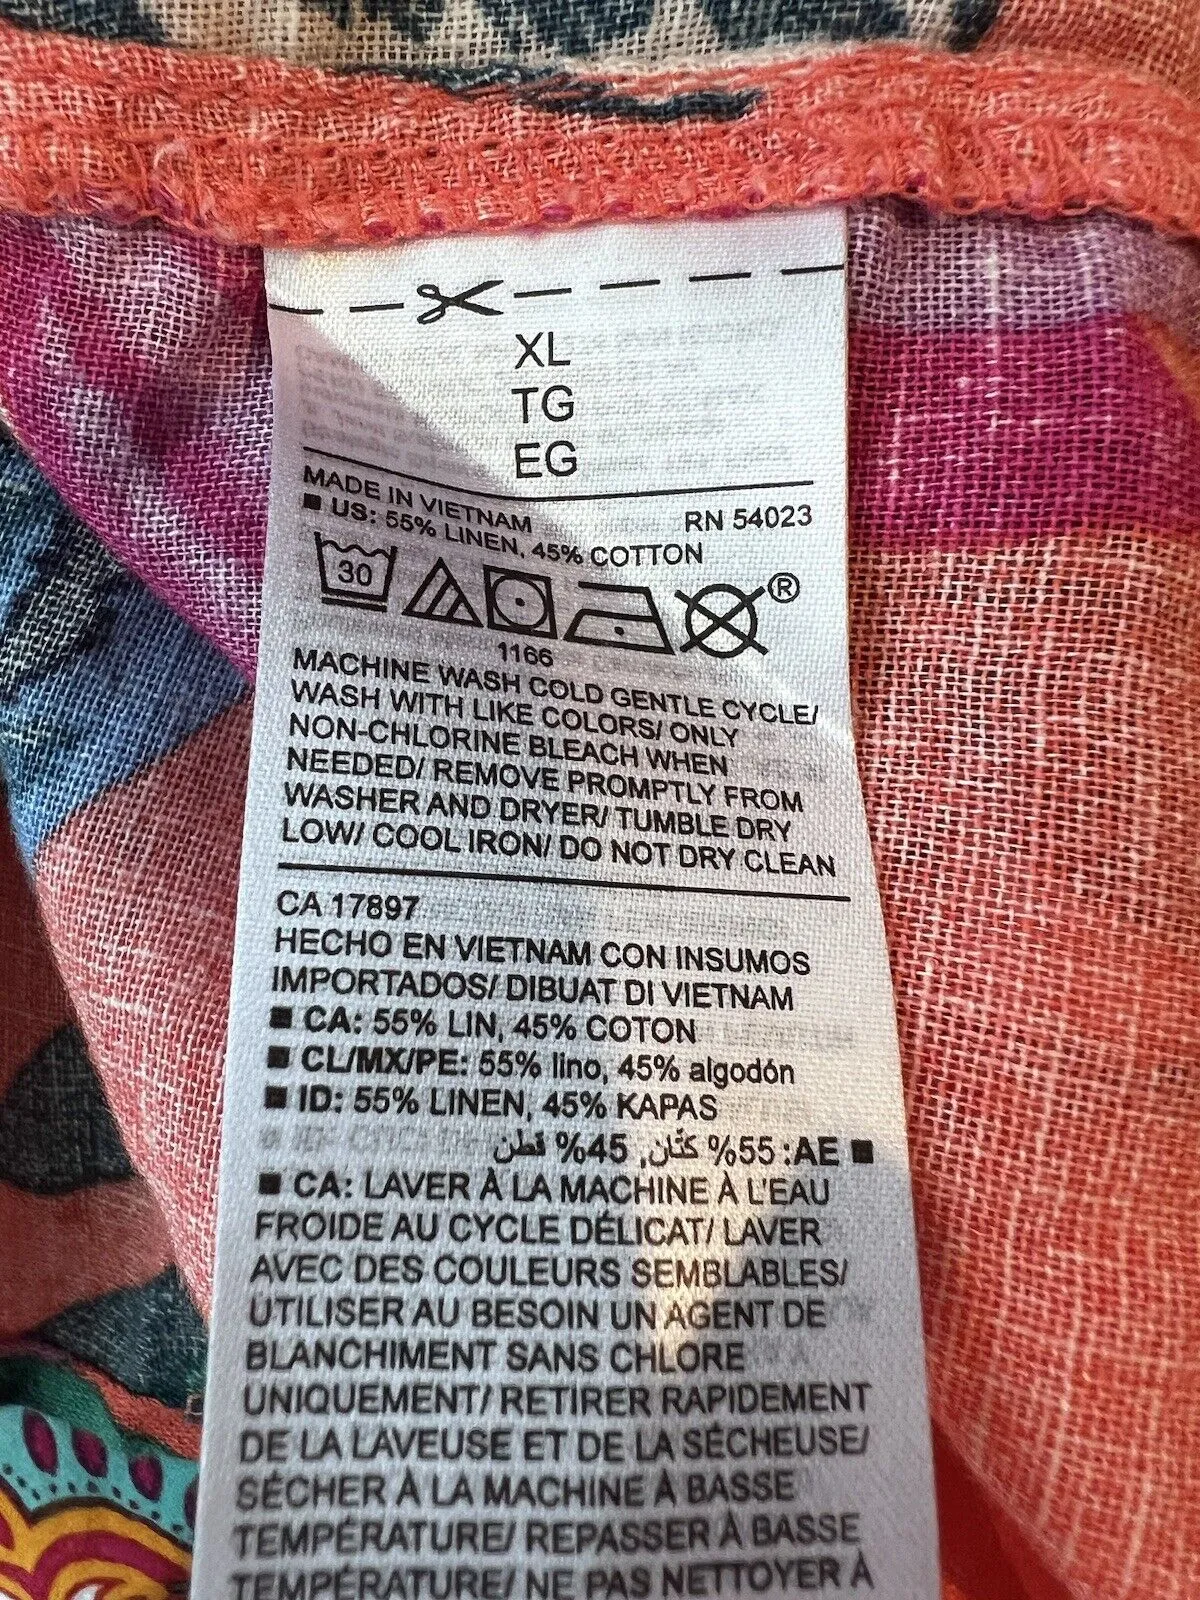 XL
TG
EG
MADE IN VIETNAM RN 54023
■ US: 55% LINEN, 45% COTTON
30 ®
1166
MACHINE WASH COLD GENTLE CYCLE/
WASH WITH LIKE COLORS/ ONLY
NON-CHLORINE BLEACH WHEN
NEEDED/ REMOVE PROMPTLY FROM
WASHER AND DRYER/ TUMBLE DRY
LOW/ COOL IRON/ DO NOT DRY CLEAN
CA 17897
HECHO EN VIETNAM CON INSUMOS
IMPORTADOS/ DIBUAT DI VIETNAM
■ CA: 55% LIN, 45% COTON
■ CL/MX/PE: 55% lino, 45% algodón
■ ID: 55% LINEN, 45% KAPAS
■ AE: 55% كتّان, 45% قطن
■ CA: LAVER À LA MACHINE À L'EAU
FROIDE AU CYCLE DÉLICAT/ LAVER
AVEC DES COULEURS SEMBLABLES/
UTILISER AU BESOIN UN AGENT DE
BLANCHIMENT SANS CHLORE
UNIQUEMENT/ RETIRER RAPIDEMENT
DE LA LAVEUSE ET DE LA SÉCHEUSE/
SÉCHER À LA MACHINE À BASSE
TEMPÉRATURE/ REPASSER À BASSE
TEMPÉRATURE/ NE PAS NETTOYER À